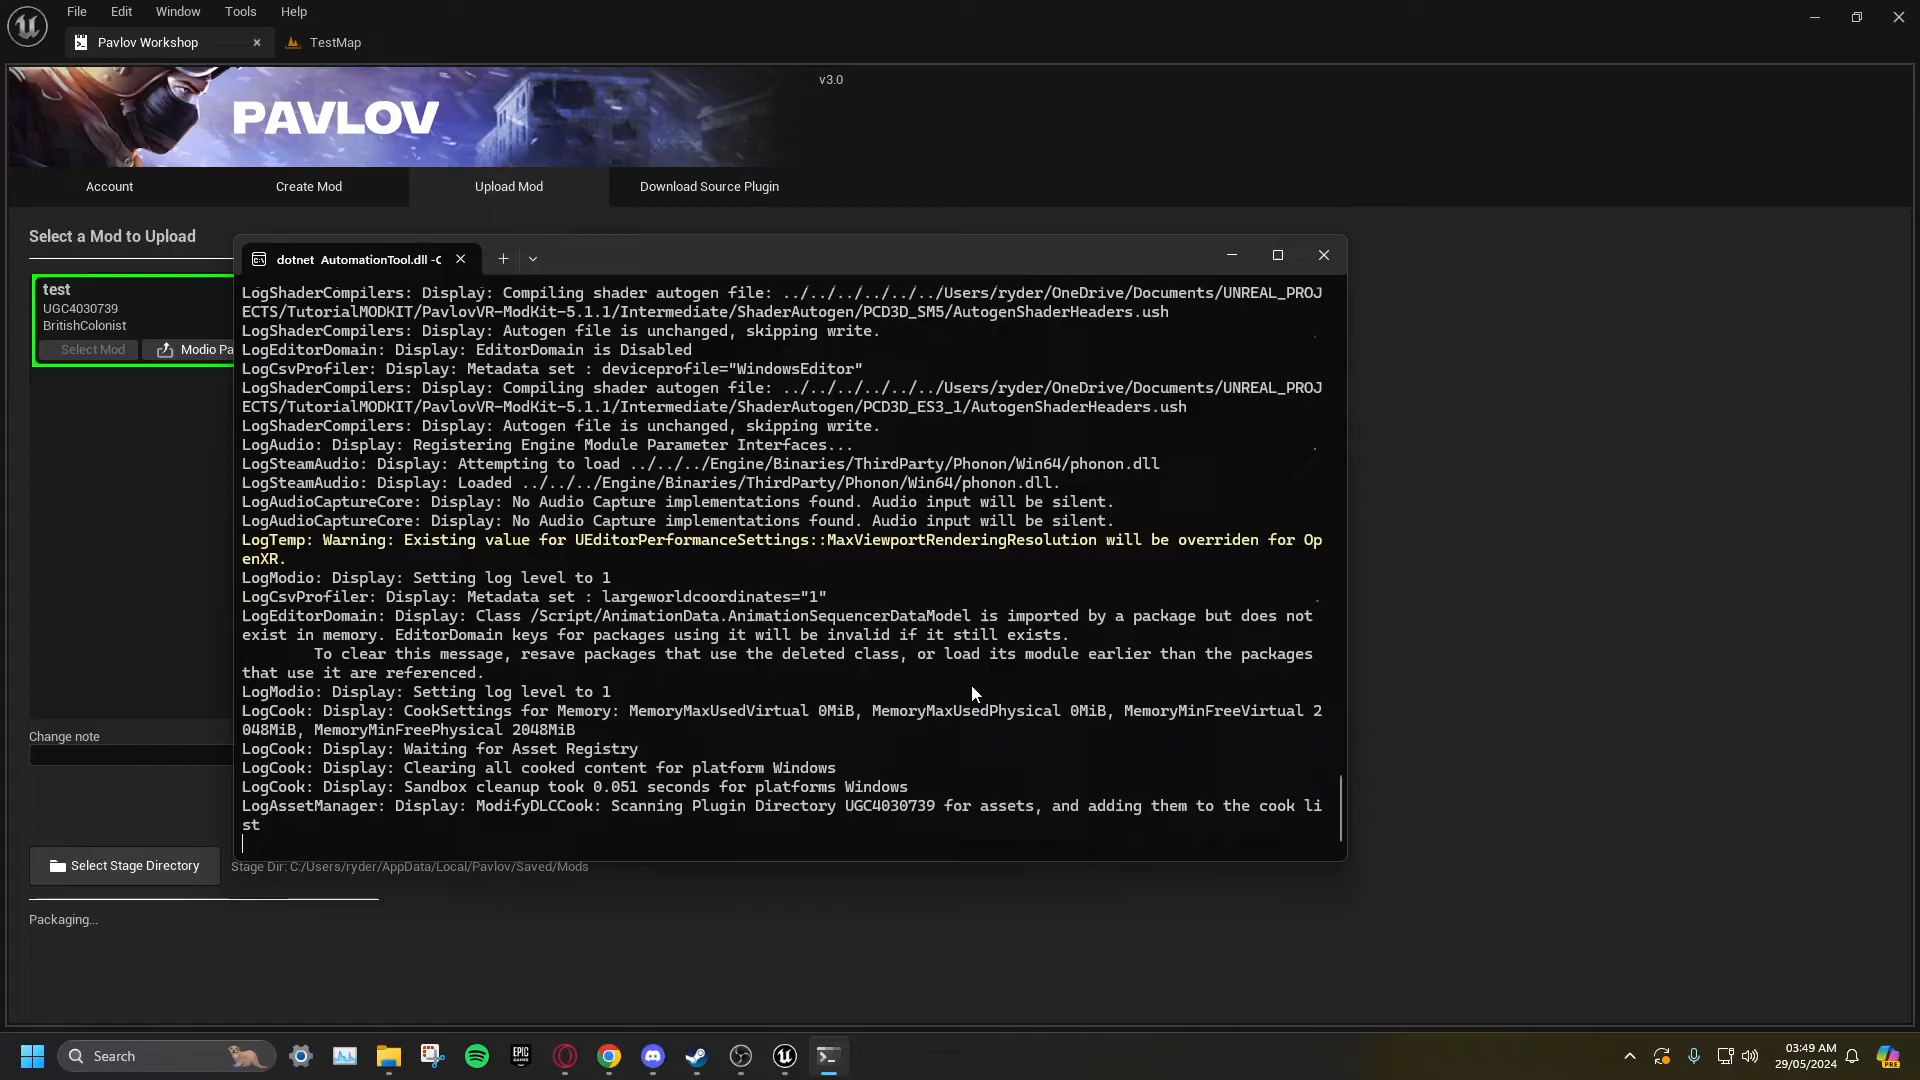 File Edit Window Tools Help
Pavlov Workshop
TestMap
PAVLOV
v3.0
Account
Create Mod
Upload Mod
Download Source Plugin
Select a Mod to Upload
test
UGC4030739
BritishColonist
Select Mod
Modio Pa
dotnet  AutomationTool.dll -C
LogShaderCompilers: Display: Compiling shader autogen file: ../../../../../../Users/ryder/OneDrive/Documents/UNREAL_PROJ
ECTS/TutorialMODKIT/PavlovVR-ModKit-5.1.1/Intermediate/ShaderAutogen/PCD3D_SM5/AutogenShaderHeaders.ush
LogShaderCompilers: Display: Autogen file is unchanged, skipping write.
LogEditorDomain: Display: EditorDomain is Disabled
LogCsvProfiler: Display: Metadata set : deviceprofile="WindowsEditor"
LogShaderCompilers: Display: Compiling shader autogen file: ../../../../../../Users/ryder/OneDrive/Documents/UNREAL_PROJ
ECTS/TutorialMODKIT/PavlovVR-ModKit-5.1.1/Intermediate/ShaderAutogen/PCD3D_ES3_1/AutogenShaderHeaders.ush
LogShaderCompilers: Display: Autogen file is unchanged, skipping write.
LogAudio: Display: Registering Engine Module Parameter Interfaces...
LogSteamAudio: Display: Attempting to load ../../../Engine/Binaries/ThirdParty/Phonon/Win64/phonon.dll
LogSteamAudio: Display: Loaded ../../../Engine/Binaries/ThirdParty/Phonon/Win64/phonon.dll.
LogAudioCaptureCore: Display: No Audio Capture implementations found. Audio input will be silent.
LogAudioCaptureCore: Display: No Audio Capture implementations found. Audio input will be silent.
LogTemp: Warning: Existing value for UEditorPerformanceSettings::MaxViewportRenderingResolution will be overriden for Op
enXR.
LogModio: Display: Setting log level to 1
LogCsvProfiler: Display: Metadata set : largeworldcoordinates="1"
LogEditorDomain: Display: Class /Script/AnimationData.AnimationSequencerDataModel is imported by a package but does not
exist in memory. EditorDomain keys for packages using it will be invalid if it still exists.
To clear this message, resave packages that use the deleted class, or load its module earlier than the packages
that use it are referenced.
LogModio: Display: Setting log level to 1
LogCook: Display: CookSettings for Memory: MemoryMaxUsedVirtual 0MiB, MemoryMaxUsedPhysical 0MiB, MemoryMinFreeVirtual 2
048MiB, MemoryMinFreePhysical 2048MiB
LogCook: Display: Waiting for Asset Registry
LogCook: Display: Clearing all cooked content for platform Windows
LogCook: Display: Sandbox cleanup took 0.051 seconds for platforms Windows
LogAssetManager: Display: ModifyDLCCook: Scanning Plugin Directory UGC4030739 for assets, and adding them to the cook li
st
Change note
Select Stage Directory
Stage Dir: C:/Users/ryder/AppData/Local/Pavlov/Saved/Mods
Packaging...
Search
EPIC
GAMES
PRE
03:49 AM
29/05/2024